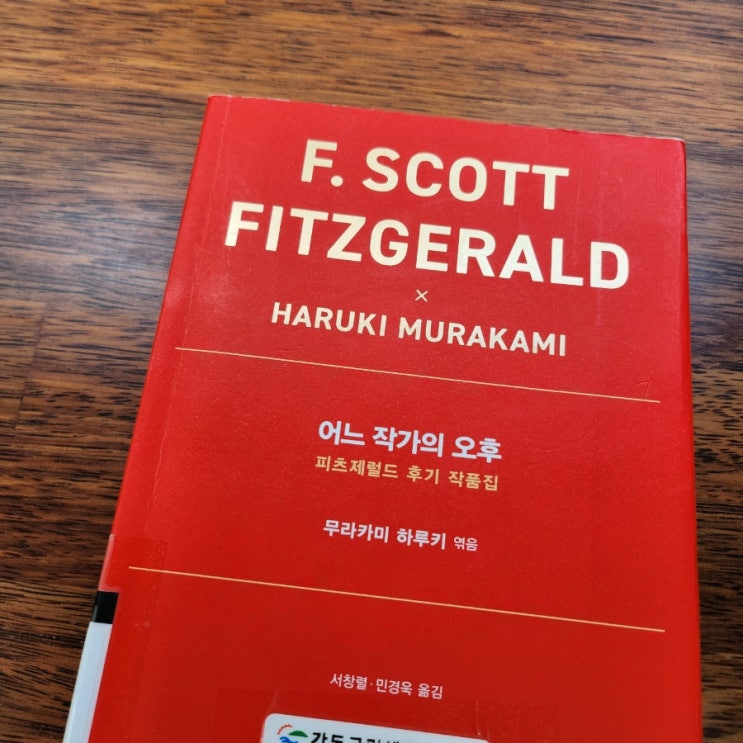 F. SCOTT
FITZGERALD
×
HARUKI MURAKAMI
어느 작가의 오후
피츠제럴드 후기 작품집
무라카미 하루키 엮음
서창렬·민경욱 옮김